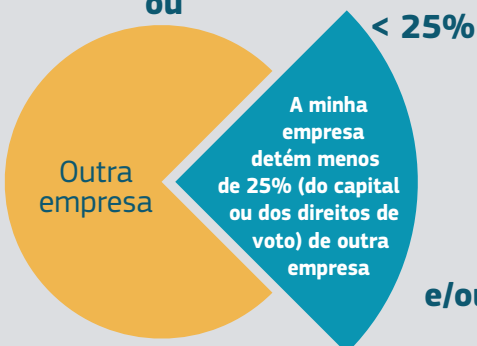 ou
< 25%
A minha
empresa
detém menos
de 25% (do capital
ou dos direitos de
voto) de outra
empresa
Outra
empresa